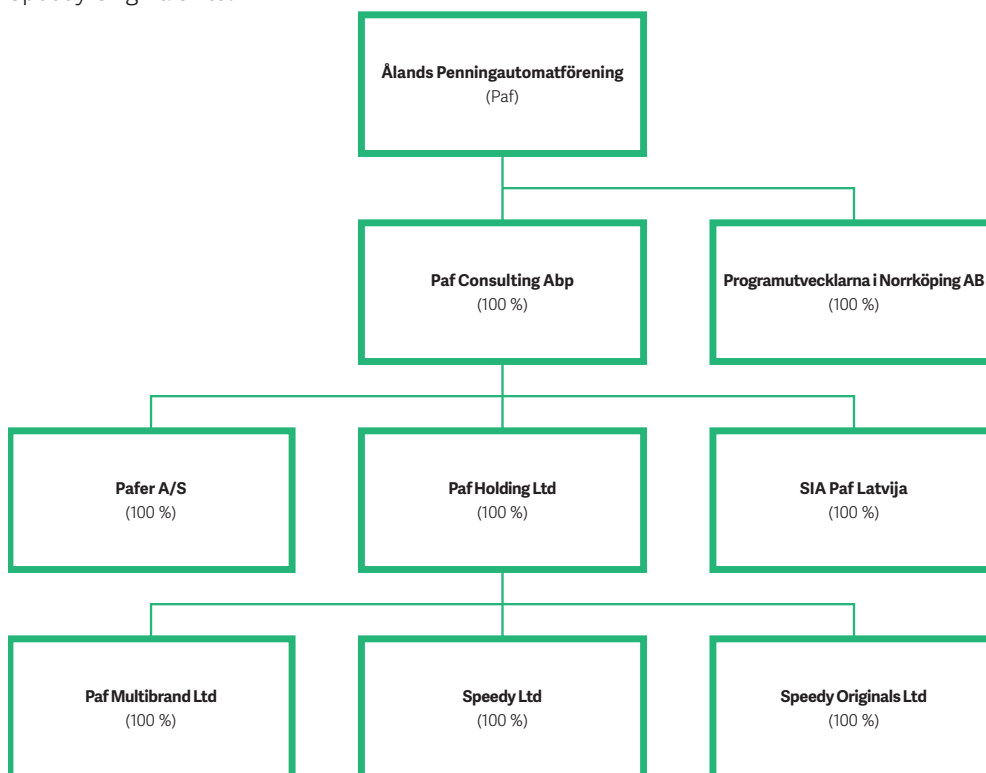 Ålands Penningautomatförening
(Paf)
Paf Consulting Abp
(100 %)
Programutvecklarna i Norrköping AB
(100 %)
Pafer A/S
(100 %)
Paf Holding Ltd
(100 %)
SIA Paf Latvija
(100 %)
Paf Multibrand Ltd
(100 %)
Speedy Ltd
(100 %)
Speedy Originals Ltd
(100 %)